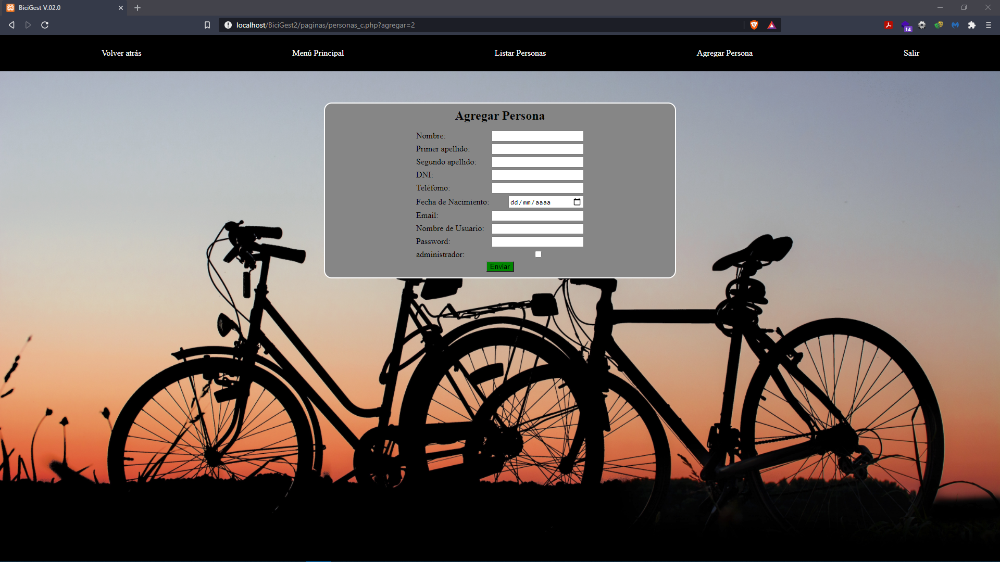 BiciGest V.02.0
localhost/BiciGest2/paginas/personas_c.php?agregar=2
14
Volver atrás
Menú Principal
Listar Personas
Agregar Persona
Salir
Agregar Persona
Nombre:
Primer apellido:
Segundo apellido:
DNI:
Teléfomo:
Fecha de Nacimiento: dd/mm/aaaa
Email:
Nombre de Usuario:
Password:
administrador:
Enviar